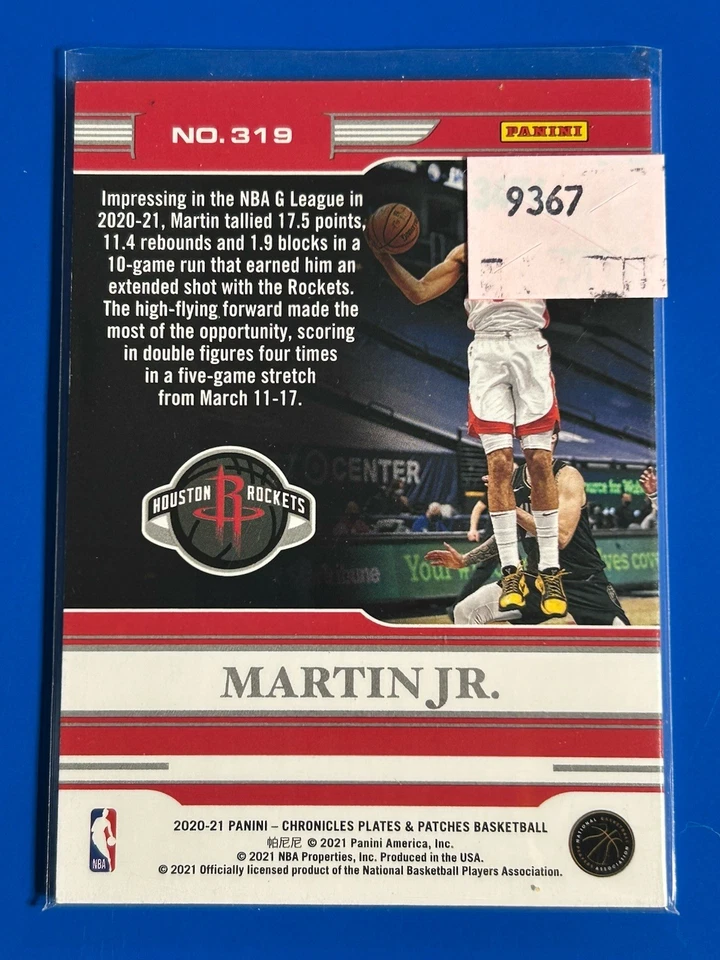 NO.319
PANINI
9367
Impressing in the NBA G League in
2020-21, Martin tallied 17.5 points,
11.4 rebounds and 1.9 blocks in a
10-game run that earned him an
extended shot with the Rockets.
The high-flying forward made the
most of the opportunity, scoring
in double figures four times
in a five-game stretch
from March 11-17.
CENTER
HOUSTON R ROCKETS
Your
MARTIN JR.
2020-21 PANINI – CHRONICLES PLATES & PATCHES BASKETBALL
帕尼尼 © 2021 Panini America, Inc.
© 2021 NBA Properties, Inc. Produced in the USA.
© 2021 Officially licensed product of the National Basketball Players Association.
NBA
NATIONAL BASKETBALL PLAYERS ASSOCIATION